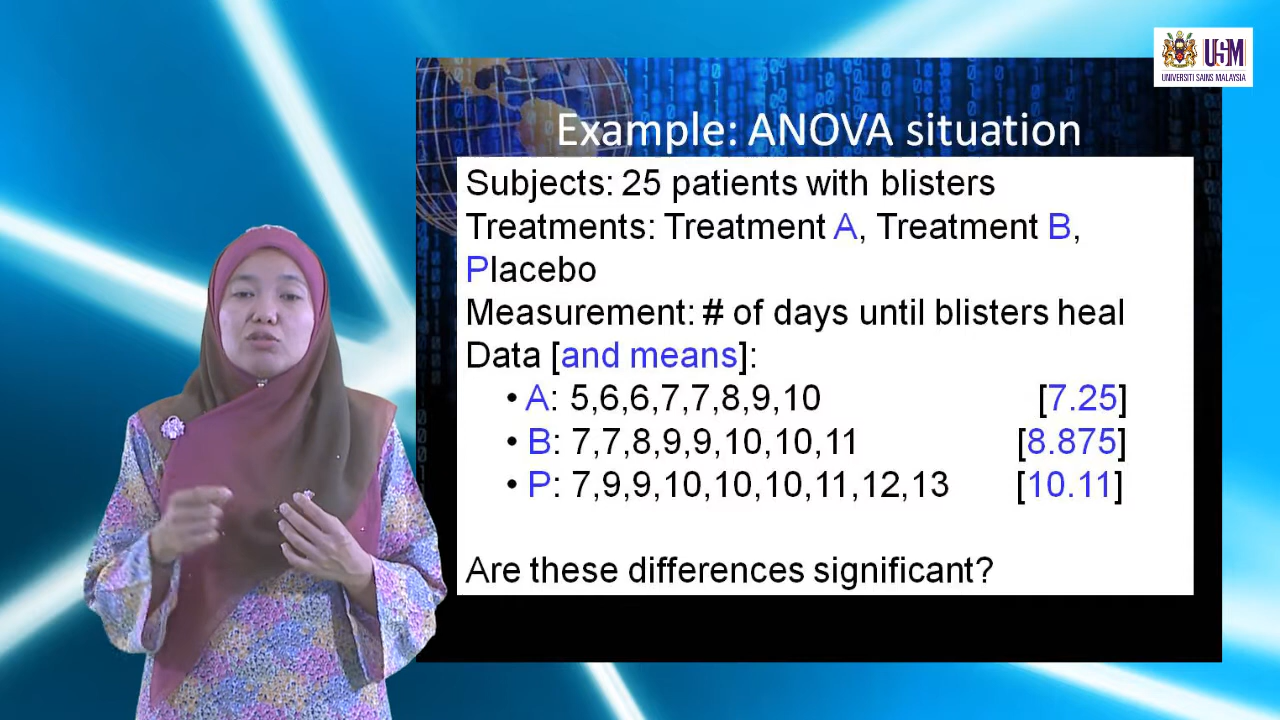 USM
UNIVERSITI SAINS MALAYSIA
Example: ANOVA situation
Subjects: 25 patients with blisters
Treatments: Treatment A, Treatment B,
Placebo
Measurement: # of days until blisters heal
Data [and means]:
• A: 5,6,6,7,7,8,9,10 [7.25]
• B: 7,7,8,9,9,10,10,11 [8.875]
• P: 7,9,9,10,10,10,11,12,13 [10.11]
Are these differences significant?